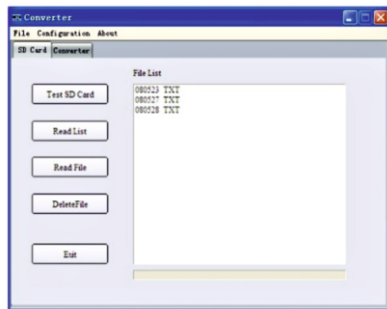 Converter
File Configuration About
SD Card Converter
File List
Test SD Card
Read List
Read File
DeleteFile
Exit
080523 TXT
080527 TXT
080528 TXT